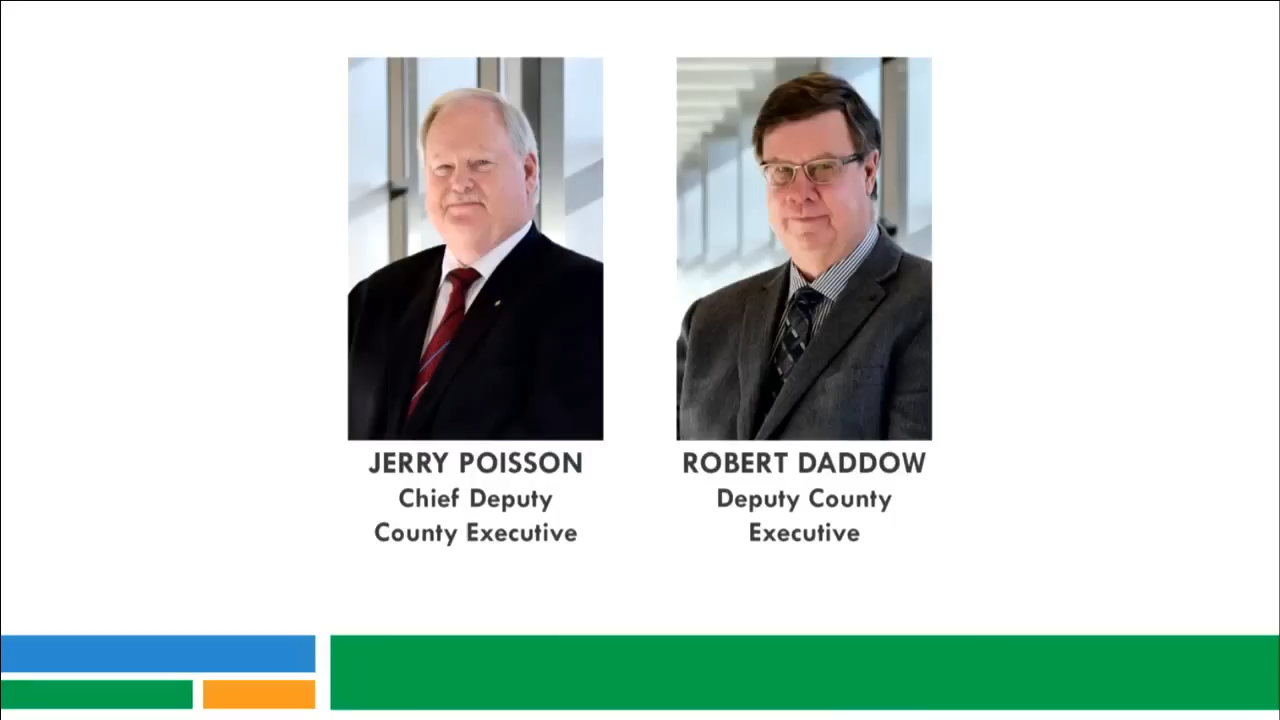 JERRY POISSON
Chief Deputy
County Executive
ROBERT DADDOW
Deputy County
Executive